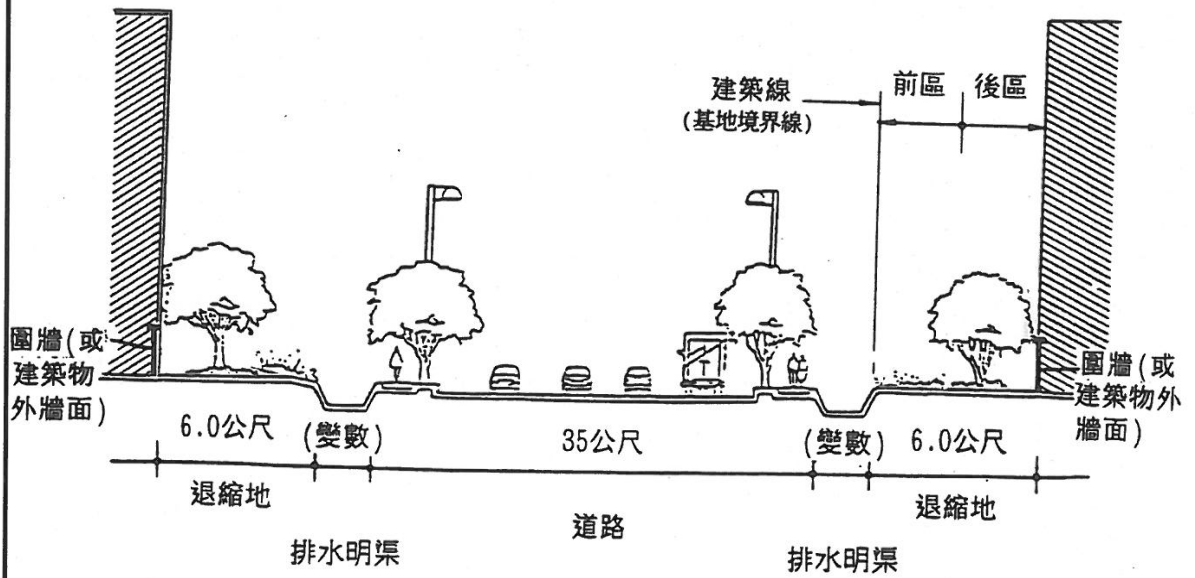 建築線
(基地境界線)
前區
後區
圍牆(或
建築物
外牆面)
圍牆(或
建築物外
牆面)
6.0公尺
(變數)
35公尺
(變數)
6.0公尺
退縮地
道路
退縮地
排水明渠
排水明渠